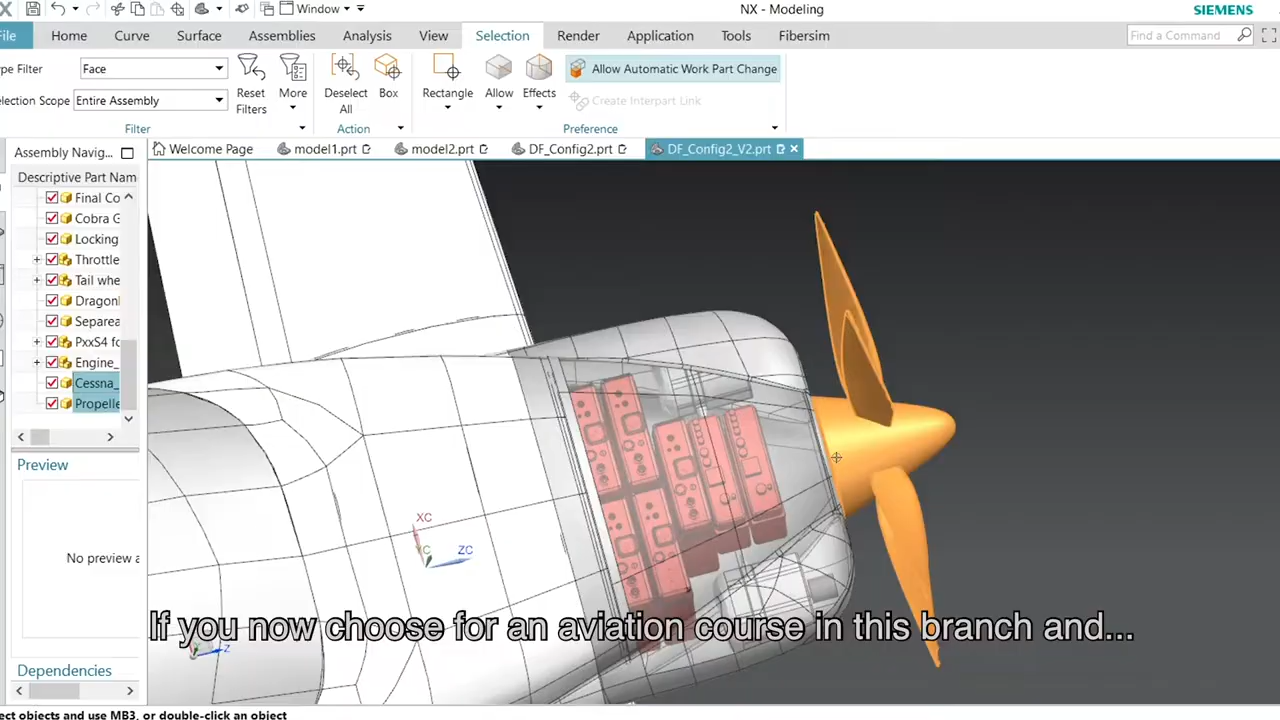 Window
NX - Modeling
SIEMENS
File
Home
Curve
Surface
Assemblies
Analysis
View
Selection
Render
Application
Tools
Fibersim
Find a Command
ype Filter
Face
election Scope
Entire Assembly
Reset
Filters
More
Deselect
All
Box
Rectangle
Allow
Effects
Allow Automatic Work Part Change
Create Interpart Link
Filter
Action
Preference
Assembly Navig...
Welcome Page
model1.prt
model2.prt
DF_Config2.prt
DF_Config2_V2.prt
Descriptive Part Nam
Final Co
Cobra G
Locking
Throttle
Tail whe
Dragonl
Separea
PxxS4 fo
Engine_
Cessna_
Propelle
Preview
No preview a
XC
YC
ZC
Z
If you now choose for an aviation course in this branch and...
Dependencies
ect objects and use MB3, or double-click an object